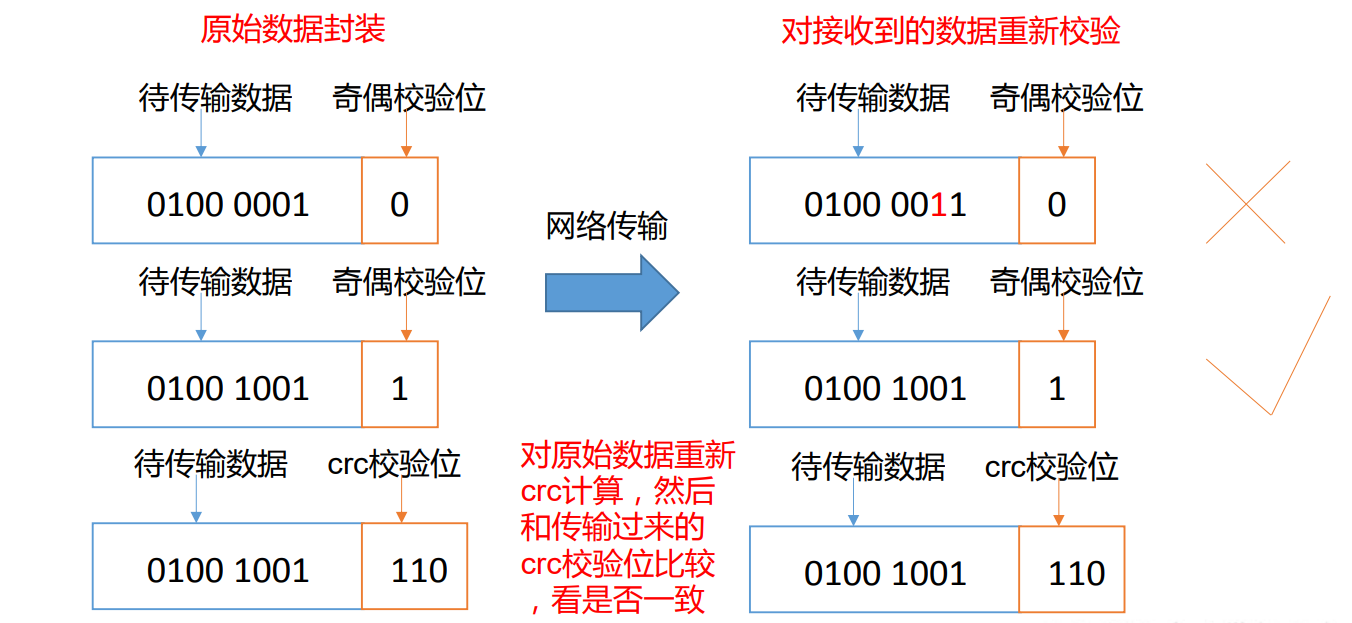 原始数据封装
对接收到的数据重新校验
待传输数据 奇偶校验位
待传输数据 奇偶校验位
0100 0001 0
0100 0011 0
网络传输
待传输数据 奇偶校验位
待传输数据 奇偶校验位
0100 1001 1
0100 1001 1
待传输数据 crc校验位
对原始数据重新
crc计算，然后
和传输过来的
crc校验位比较
，看是否一致
待传输数据 crc校验位
0100 1001 110
0100 1001 110